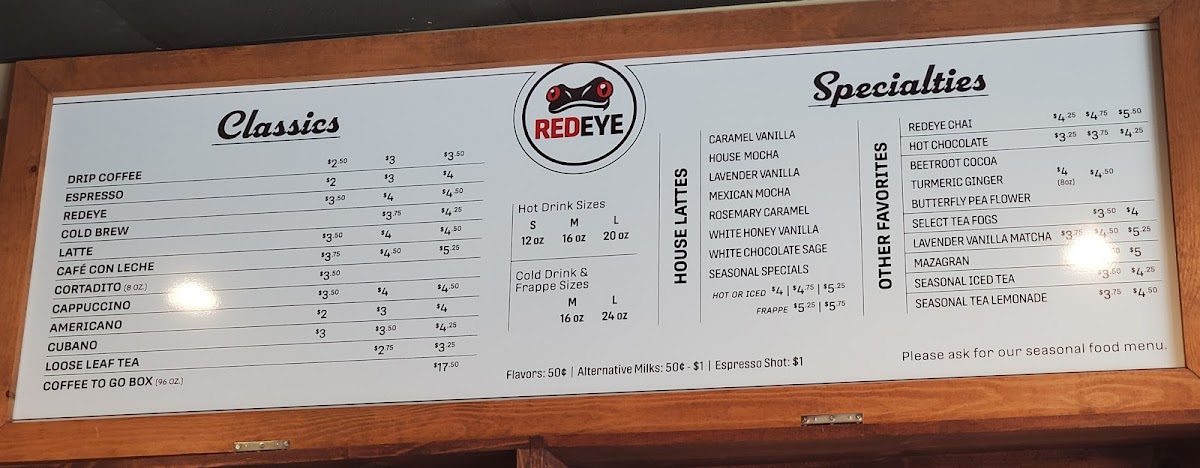 Classics
DRIP COFFEE $2.50 $3 $3.50
ESPRESSO $2 $3 $4
REDEYE $3.50 $4 $4.50
COLD BREW $3.75 $4.25
LATTE $3.50 $4 $4.50
CAFÉ CON LECHE $3.75 $4.50 $5.25
CORTADITO (8 OZ.) $3.50
CAPPUCCINO $3.50 $4 $4.50
AMERICANO $2 $3 $4
CUBANO $3 $3.50 $4.25
LOOSE LEAF TEA $2.75 $3.25
COFFEE TO GO BOX (96 OZ.) $17.50
REDEYE
Hot Drink Sizes
S M L
12 oz 16 oz 20 oz
Cold Drink &
Frappe Sizes
M L
16 oz 24 oz
Flavors: 50¢ | Alternative Milks: 50¢ - $1 | Espresso Shot: $1
Specialties
HOUSE LATTES
CARAMEL VANILLA
HOUSE MOCHA
LAVENDER VANILLA
MEXICAN MOCHA
ROSEMARY CARAMEL
WHITE HONEY VANILLA
WHITE CHOCOLATE SAGE
SEASONAL SPECIALS
HOT OR ICED $4 | $4.75 | $5.25
FRAPPE $5.25 | $5.75
OTHER FAVORITES
REDEYE CHAI $4.25 $4.75 $5.50
HOT CHOCOLATE $3.25 $3.75 $4.25
BEETROOT COCOA
TURMERIC GINGER $4 $4.50
(8oz)
BUTTERFLY PEA FLOWER
SELECT TEA FOGS $3.50 $4
LAVENDER VANILLA MATCHA $3.75 $4.50 $5.25
MAZAGRAN $5
SEASONAL ICED TEA $3.50 $4.25
SEASONAL TEA LEMONADE $3.75 $4.50
Please ask for our seasonal food menu.